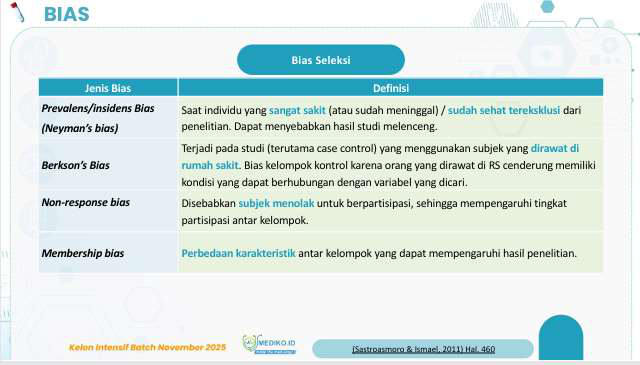 BIAS
Bias Seleksi
Jenis Bias
Definisi
Prevalens/insidens Bias
(Neyman's bias)
Saat individu yang sangat sakit (atau sudah meninggal) / sudah sehat tereksklusi dari
penelitian. Dapat menyebabkan hasil studi melenceng.
Berkson's Bias
Terjadi pada studi (terutama case control) yang menggunakan subjek yang dirawat di
rumah sakit. Bias kelompok kontrol karena orang yang dirawat di RS cenderung memiliki
kondisi yang dapat berhubungan dengan variabel yang dicari.
Non-response bias
Disebabkan subjek menolak untuk berpartisipasi, sehingga mempengaruhi tingkat
partisipasi antar kelompok.
Membership bias
Perbedaan karakteristik antar kelompok yang dapat mempengaruhi hasil penelitian.
Kelon Intensif Batch November 2025
MEDIKO.ID
(Sastroasmoro & Ismael, 2011) Hal. 460